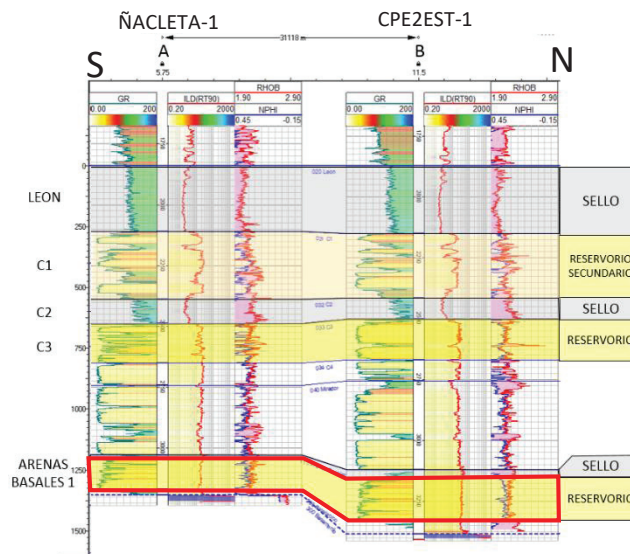 ÑACLETA-1
CPE2EST-1
31118 m
S
A
B
N
5.75
11.5
RHOB
1.90 2.90
GR
ILD(RT90)
NPHI
0.00 200
0.20 2000
0.45 -0.15
RHOB
1.90 2.90
GR
ILD(RT90)
NPHI
0.00 200
0.20 2000
0.45 -0.15
0
LEON
SELLO
250
C1
RESERVORIO
SECUNDARIO
500
C2
SELLO
C3
RESERVORIO
750
1000
ARENAS
BASALES 1
1250
SELLO
RESERVORIO
1500